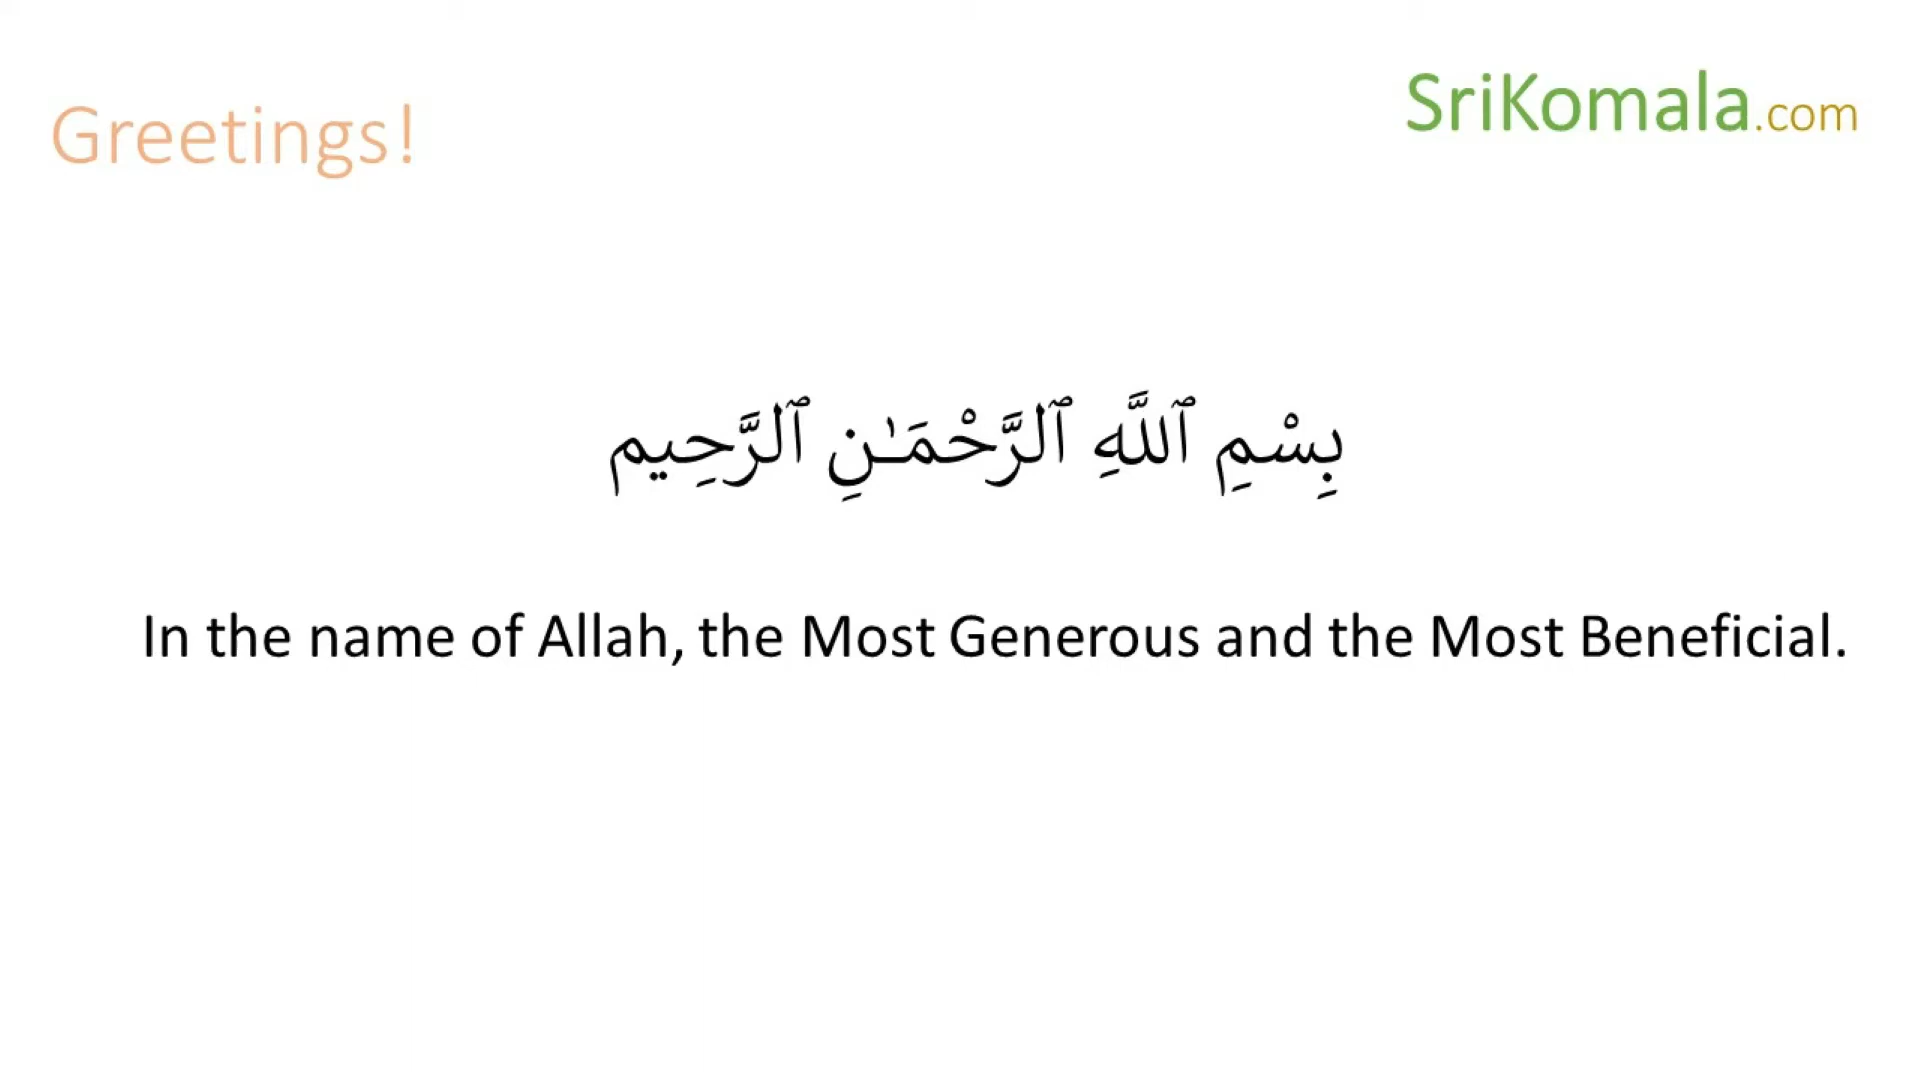 Greetings!
SriKomala.com
بِسْمِ ٱللَّهِ ٱلرَّحْمَـٰنِ ٱلرَّحِيم
In the name of Allah, the Most Generous and the Most Beneficial.